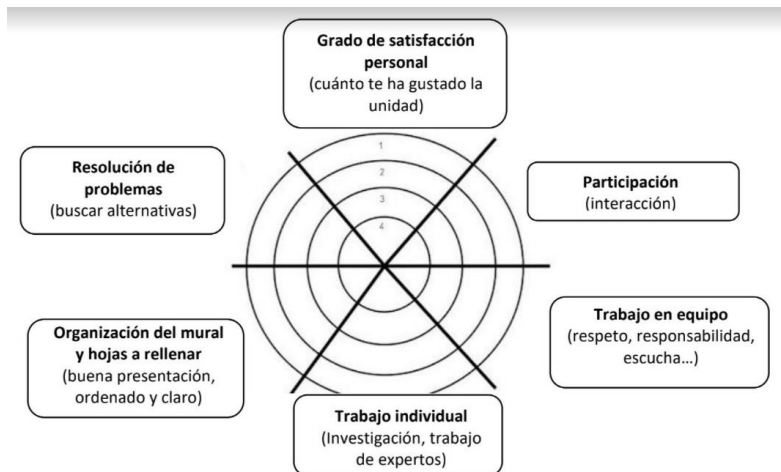 Grado de satisfacción
personal
(cuánto te ha gustado la
unidad)
Resolución de
problemas
(buscar alternativas)
1
2
3
4
Participación
(interacción)
Organización del mural
y hojas a rellenar
(buena presentación,
ordenado y claro)
Trabajo en equipo
(respeto, responsabilidad,
escucha...)
Trabajo individual
(Investigación, trabajo
de expertos)